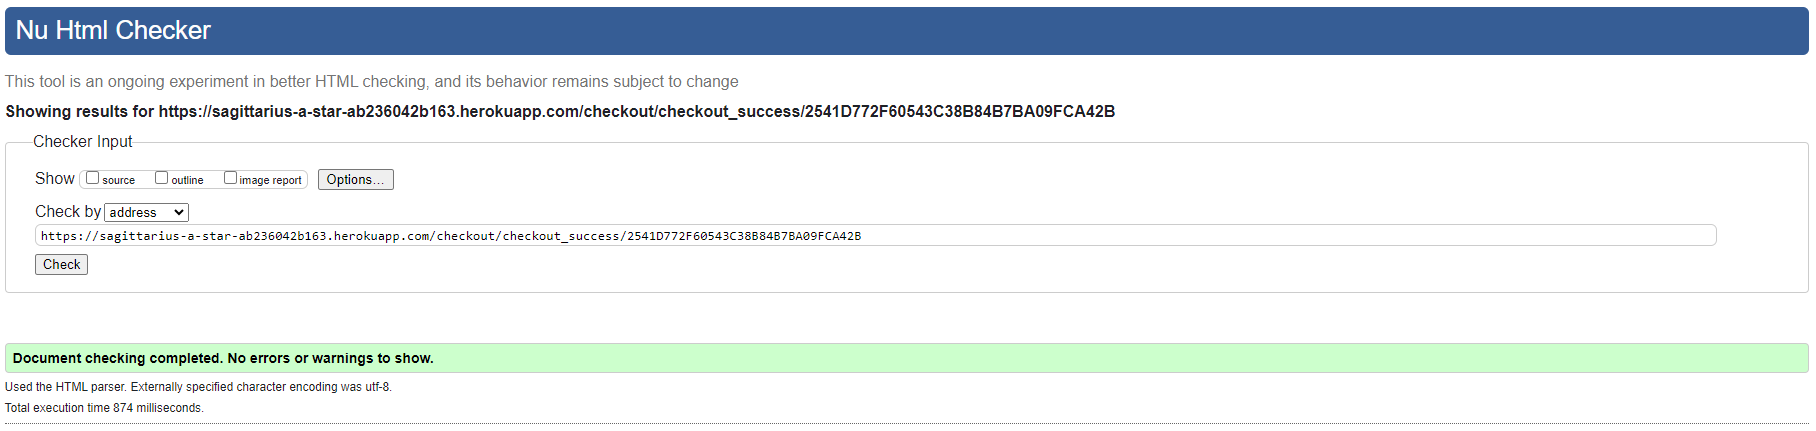 Nu Html Checker
This tool is an ongoing experiment in better HTML checking, and its behavior remains subject to change
Showing results for https://sagittarius-a-star-ab236042b163.herokuapp.com/checkout/checkout_success/2541D772F60543C38B84B7BA09FCA42B
Checker Input
Show source outline image report Options...
Check by address
https://sagittarius-a-star-ab236042b163.herokuapp.com/checkout/checkout_success/2541D772F60543C38B84B7BA09FCA42B
Check
Document checking completed. No errors or warnings to show.
Used the HTML parser. Externally specified character encoding was utf-8.
Total execution time 874 milliseconds.